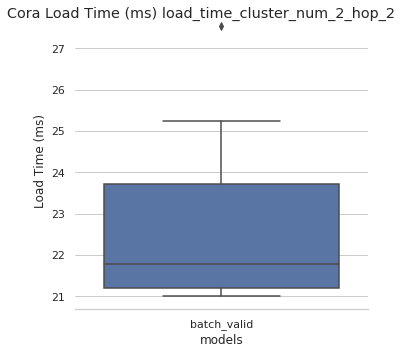 Cora Load Time (ms) load_time_cluster_num_2_hop_2
27
26
25
24
23
22
21
Load Time (ms)
batch_valid
models